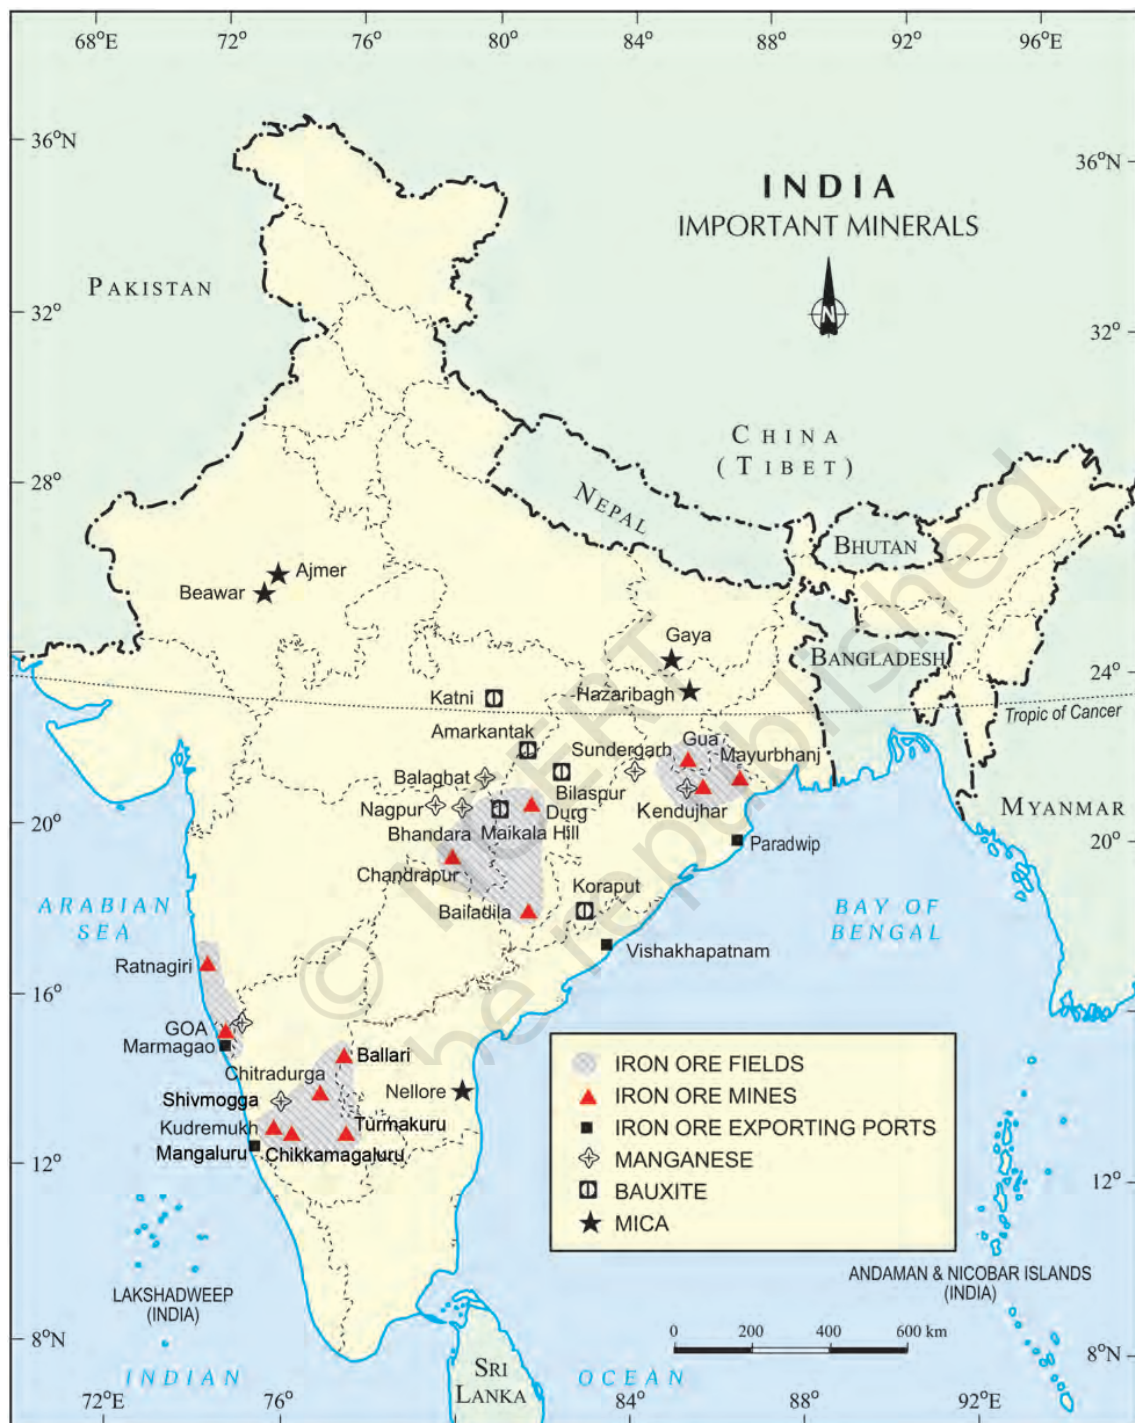 68°E 72° 76° 80° 84° 88° 92° 96°E
36°N
36°N
INDIA
IMPORTANT MINERALS
N
PAKISTAN
32°
32°
CHINA
(TIBET)
28°
28°
NEPAL
BHUTAN
Ajmer
Beawar
Gaya
BANGLADESH
24°
Katni
Hazaribagh
Tropic of Cancer
Amarkantak
Sundergarh
Gua
Mayurbhanj
Balaghat
Bilaspur
Nagpur
Durg
Kendujhar
MYANMAR
20°
20°
Bhandara
Maikala Hill
Paradwip
Chandrapur
Koraput
Bailadila
ARABIAN
SEA
BAY OF
BENGAL
Vishakhapatnam
Ratnagiri
16°
16°
GOA
Marmagao
Ballari
Chitradurga
Nellore
Shivmogga
Kudremukh
Turmakuru
Mangaluru
Chikkamagaluru
12°
12°
IRON ORE FIELDS
IRON ORE MINES
IRON ORE EXPORTING PORTS
MANGANESE
BAUXITE
MICA
LAKSHADWEEP
(INDIA)
ANDAMAN & NICOBAR ISLANDS
(INDIA)
0 200 400 600 km
8°N
8°N
INDIAN
OCEAN
SRI
LANKA
72°E 76° 84° 88° 92°E
© NCERT
be republished